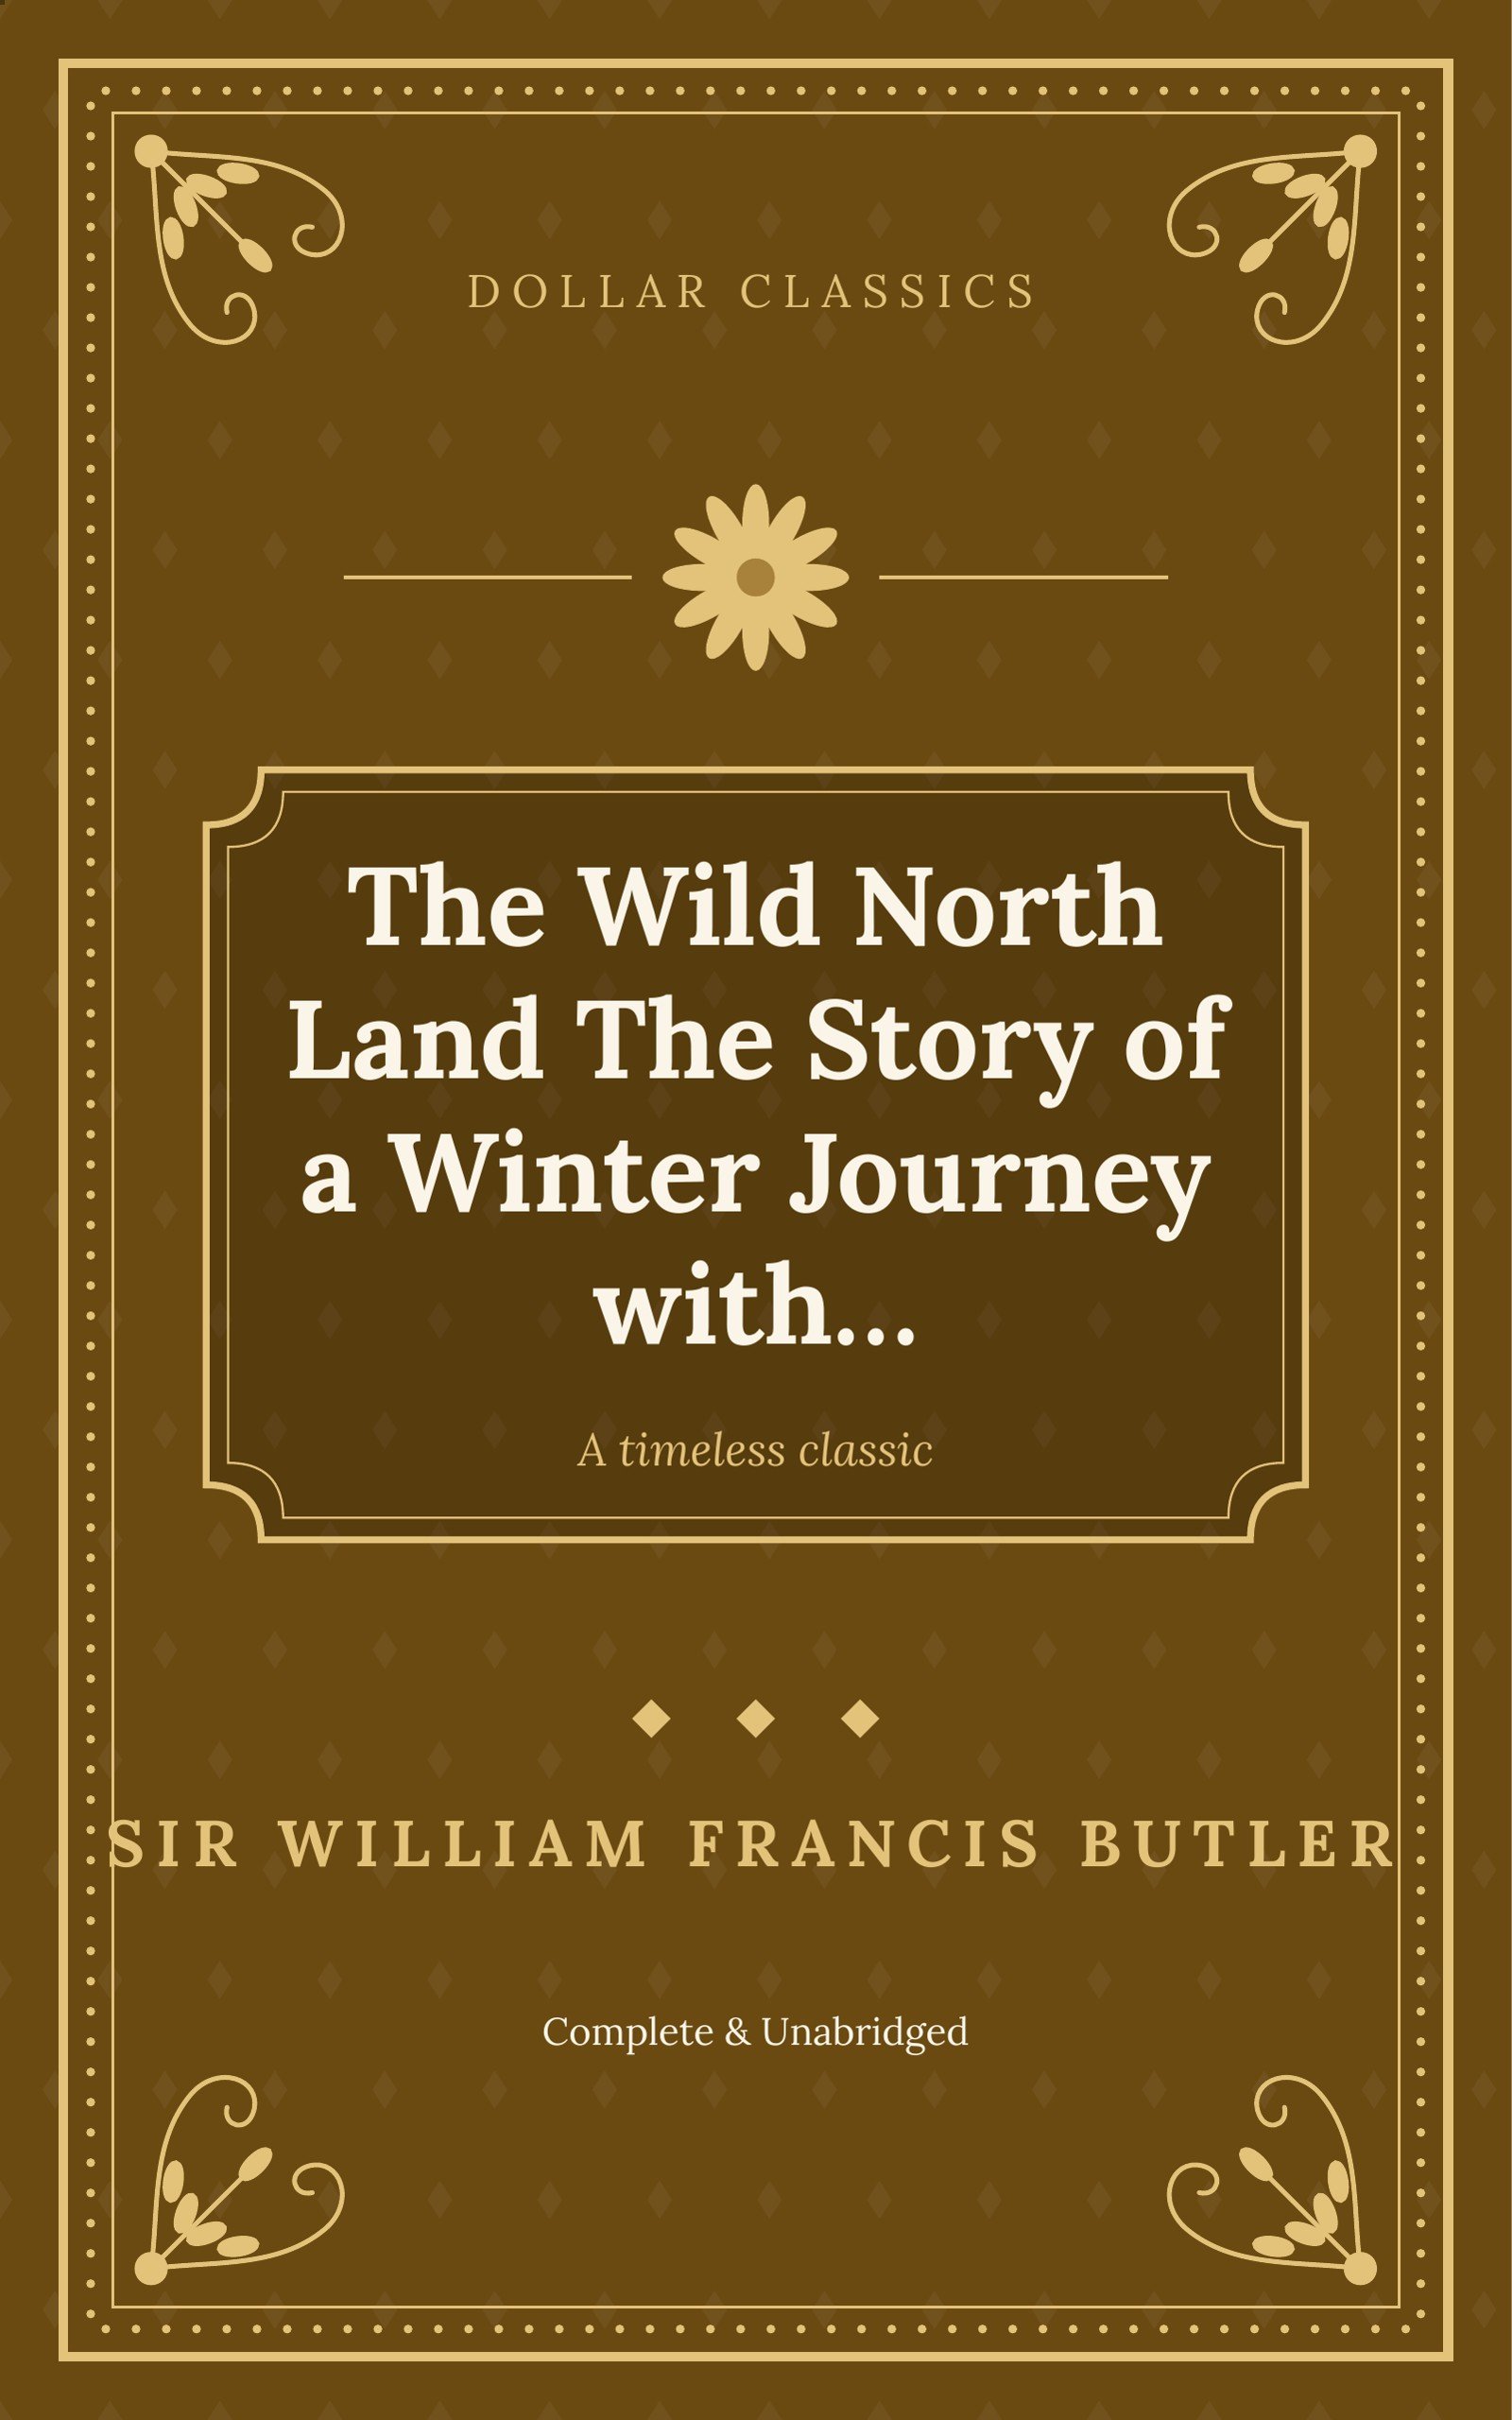 DOLLAR CLASSICS
The Wild North
Land The Story of
a Winter Journey
with...
A timeless classic
SIR WILLIAM FRANCIS BUTLER
Complete & Unabridged